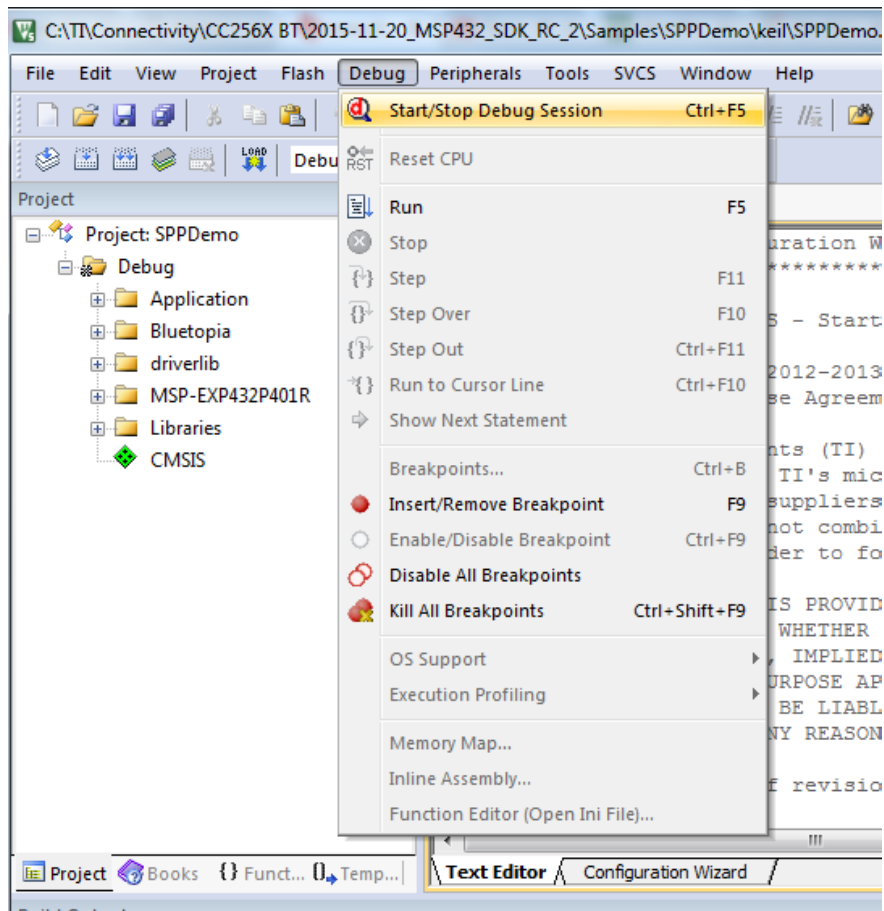 C:\TI\Connectivity\CC256X BT\2015-11-20_MSP432_SDK_RC_2\Samples\SPPDemo\keil\SPPDemo.
File Edit View Project Flash Debug Peripherals Tools SVCS Window Help
Start/Stop Debug Session Ctrl+F5
LOAD Debu
RST Reset CPU
Project
Run F5
Project: SPPDemo
Stop
uration W
Debug
*********
Step F11
Application
Step Over F10
S - Start
Bluetopia
Step Out Ctrl+F11
driverlib
2012-2013
Run to Cursor Line Ctrl+F10
se Agreem
MSP-EXP432P401R
Show Next Statement
Libraries
nts (TI)
CMSIS
Breakpoints... Ctrl+B
TI's mic
Insert/Remove Breakpoint F9
suppliers
not combi
Enable/Disable Breakpoint Ctrl+F9
der to fo
Disable All Breakpoints
IS PROVID
Kill All Breakpoints Ctrl+Shift+F9
WHETHER
, IMPLIED
OS Support
URPOSE AP
Execution Profiling
BE LIABL
NY REASON
Memory Map...
Inline Assembly...
f revisio
Function Editor (Open Ini File)...
Project Books {} Funct... Temp...
Text Editor Configuration Wizard